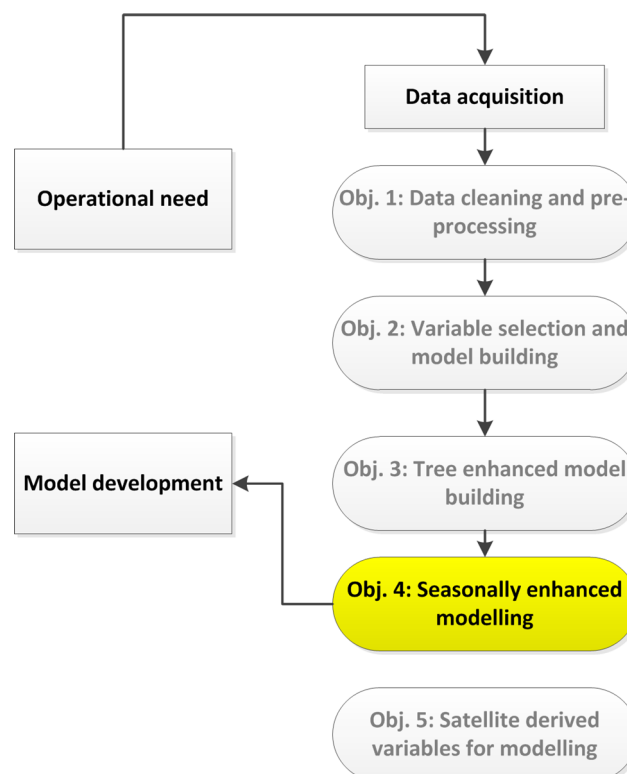 Data acquisition
Operational need
Obj. 1: Data cleaning and pre-
processing
Obj. 2: Variable selection and
model building
Obj. 3: Tree enhanced model
building
Model development
Obj. 4: Seasonally enhanced
modelling
Obj. 5: Satellite derived
variables for modelling